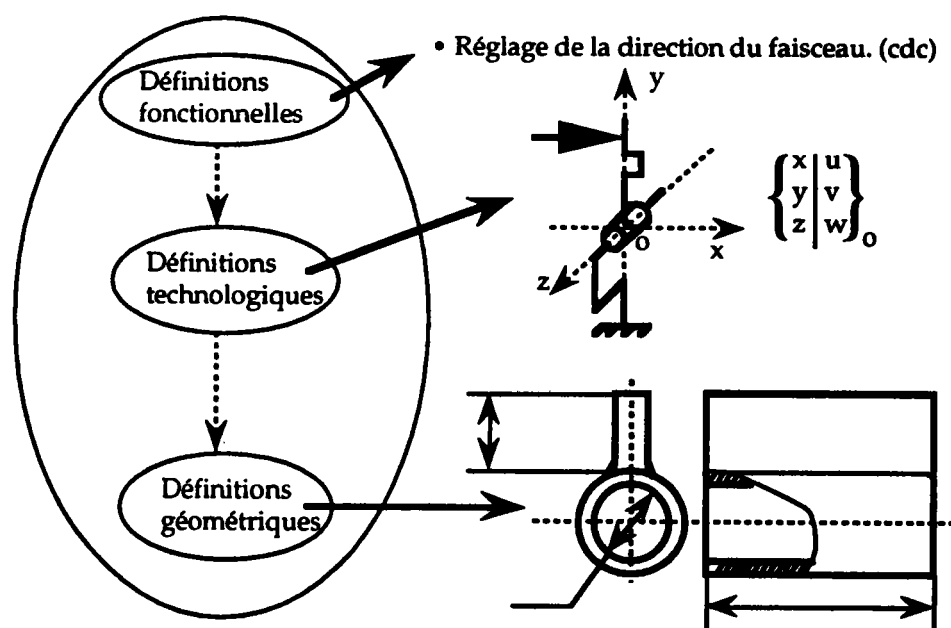 Définitions
fonctionnelles
• Réglage de la direction du faisceau. (cdc)
y
x u
y v
z w
o
o
x
z
Définitions
technologiques
Définitions
géométriques